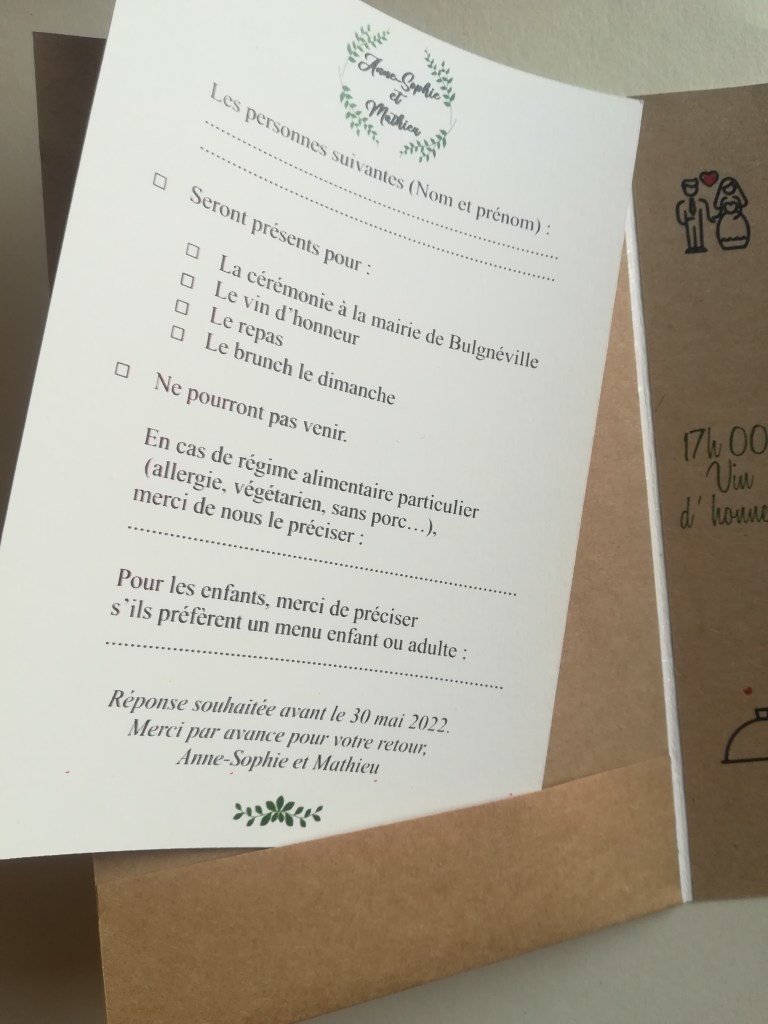 Anne-Sophie
et
Mathieu
Les personnes suivantes (Nom et prénom) :
Seront présents pour :
La cérémonie à la mairie de Bulgnéville
Le vin d'honneur
Le repas
Le brunch le dimanche
Ne pourront pas venir.
En cas de régime alimentaire particulier
(allergie, végétarien, sans porc…),
merci de nous le préciser :
Pour les enfants, merci de préciser
s'ils préfèrent un menu enfant ou adulte :
Réponse souhaitée avant le 30 mai 2022.
Merci par avance pour votre retour,
Anne-Sophie et Mathieu
17h 00
Vin
d'honne